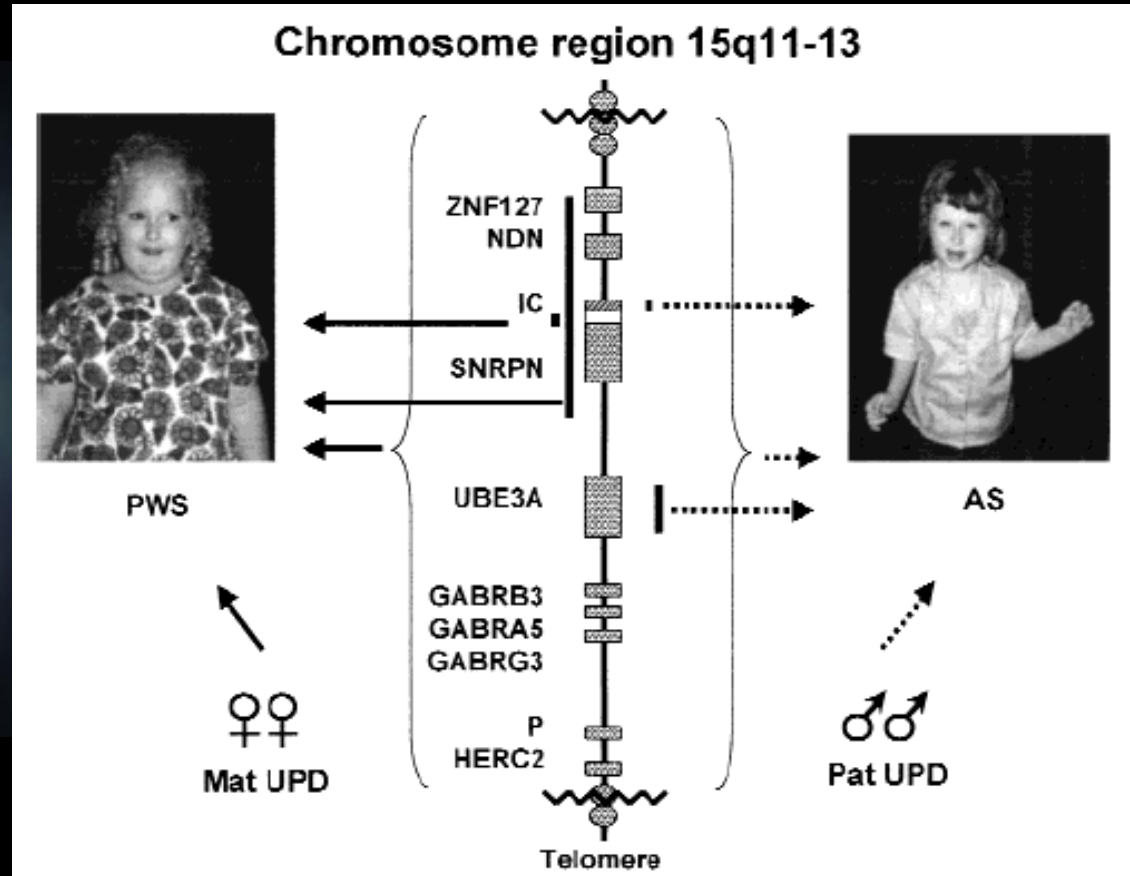 Chromosome region 15q11-13
ZNF127
NDN
IC
SNRPN
PWS
UBE3A
AS
GABRB3
GABRA5
GABRG3
♀♀
Mat UPD
P
HERC2
♂♂
Pat UPD
Telomere